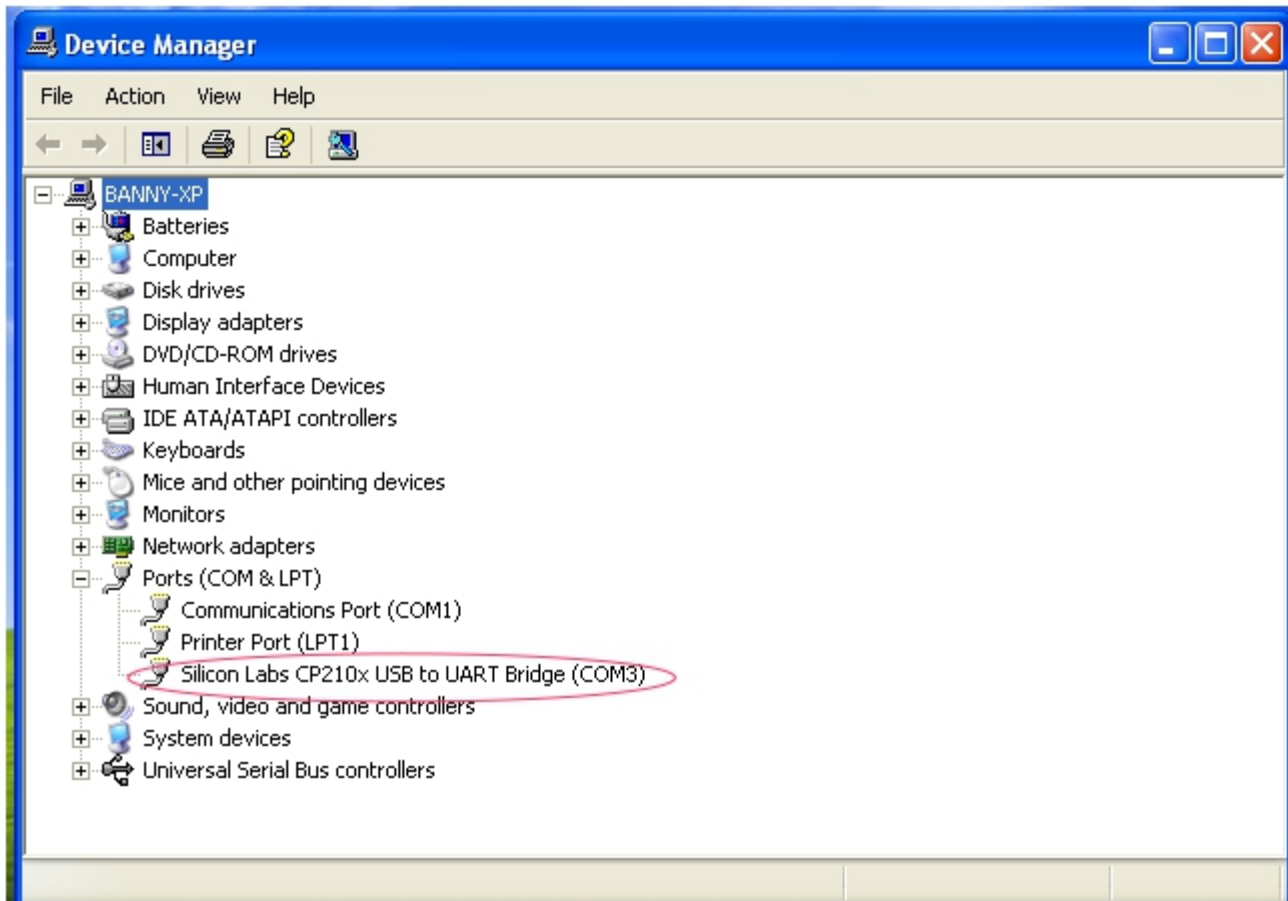 Device Manager
File Action View Help
BANNY-XP
Batteries
Computer
Disk drives
Display adapters
DVD/CD-ROM drives
Human Interface Devices
IDE ATA/ATAPI controllers
Keyboards
Mice and other pointing devices
Monitors
Network adapters
Ports (COM & LPT)
Communications Port (COM1)
Printer Port (LPT1)
Silicon Labs CP210x USB to UART Bridge (COM3)
Sound, video and game controllers
System devices
Universal Serial Bus controllers